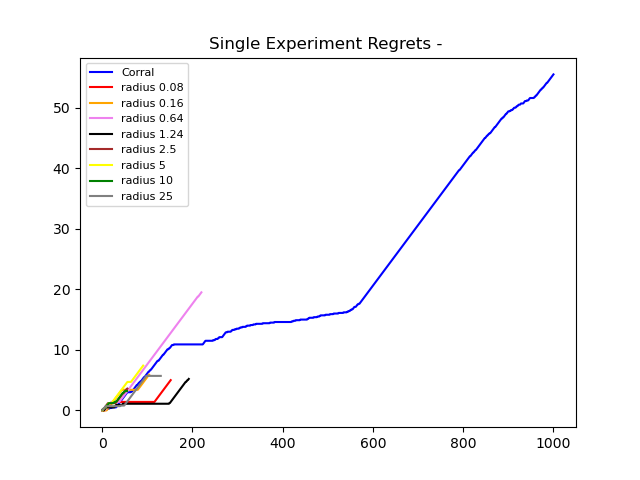 Single Experiment Regrets -
Corral
radius 0.08
radius 0.16
radius 0.64
radius 1.24
radius 2.5
radius 5
radius 10
radius 25
50
40
30
20
10
0
0 200 400 600 800 1000